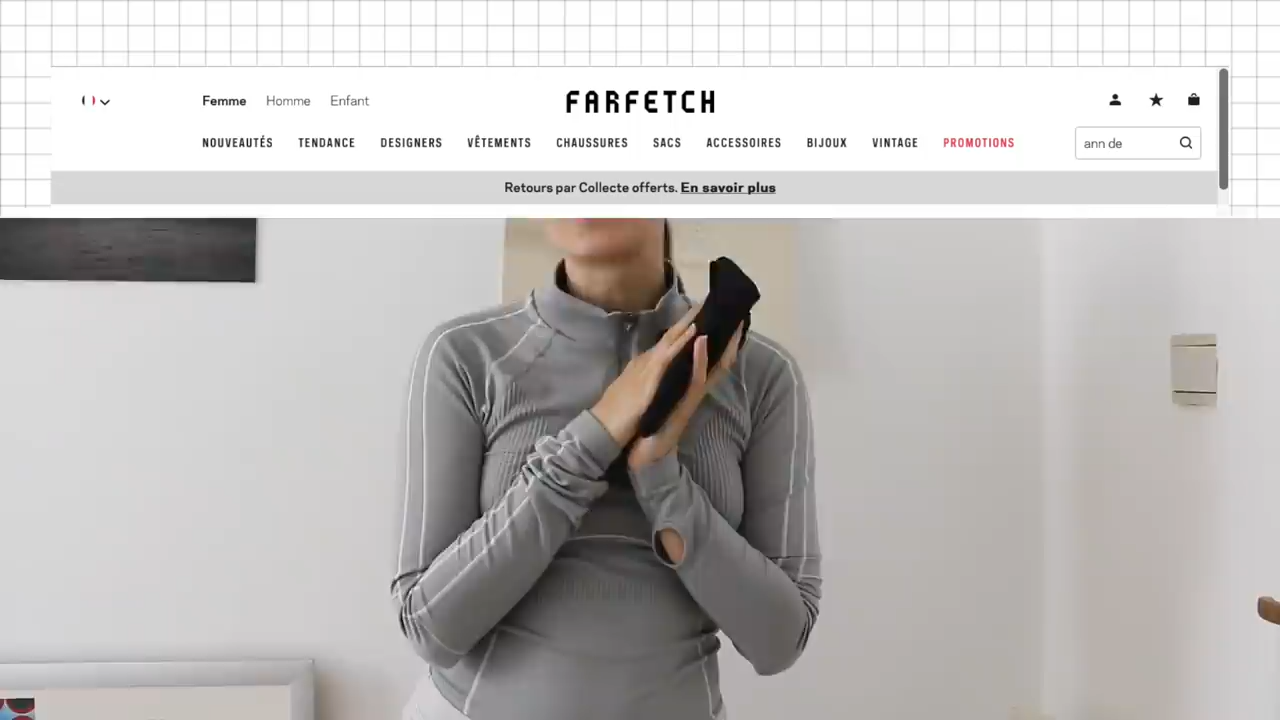 Femme Homme Enfant FARFETCH
NOUVEAUTÉS TENDANCE DESIGNERS VÊTEMENTS CHAUSSURES SACS ACCESSOIRES BIJOUX VINTAGE PROMOTIONS ann de
Retours par Collecte offerts. En savoir plus